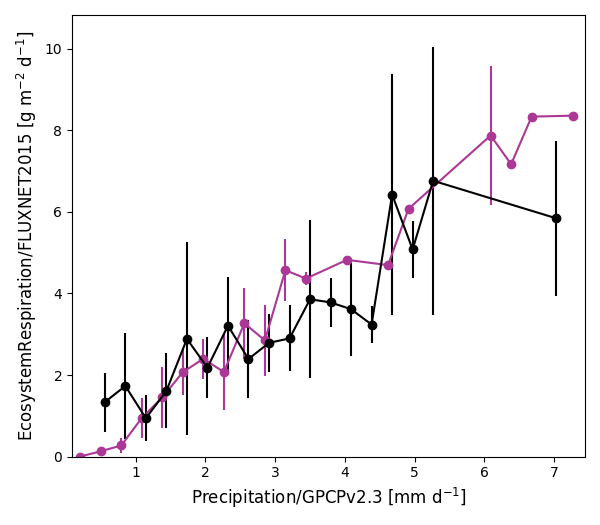 EcosystemRespiration/FLUXNET2015 [g m⁻² d⁻¹]
10
8
6
4
2
0
1 2 3 4 5 6 7
Precipitation/GPCPv2.3 [mm d⁻¹]